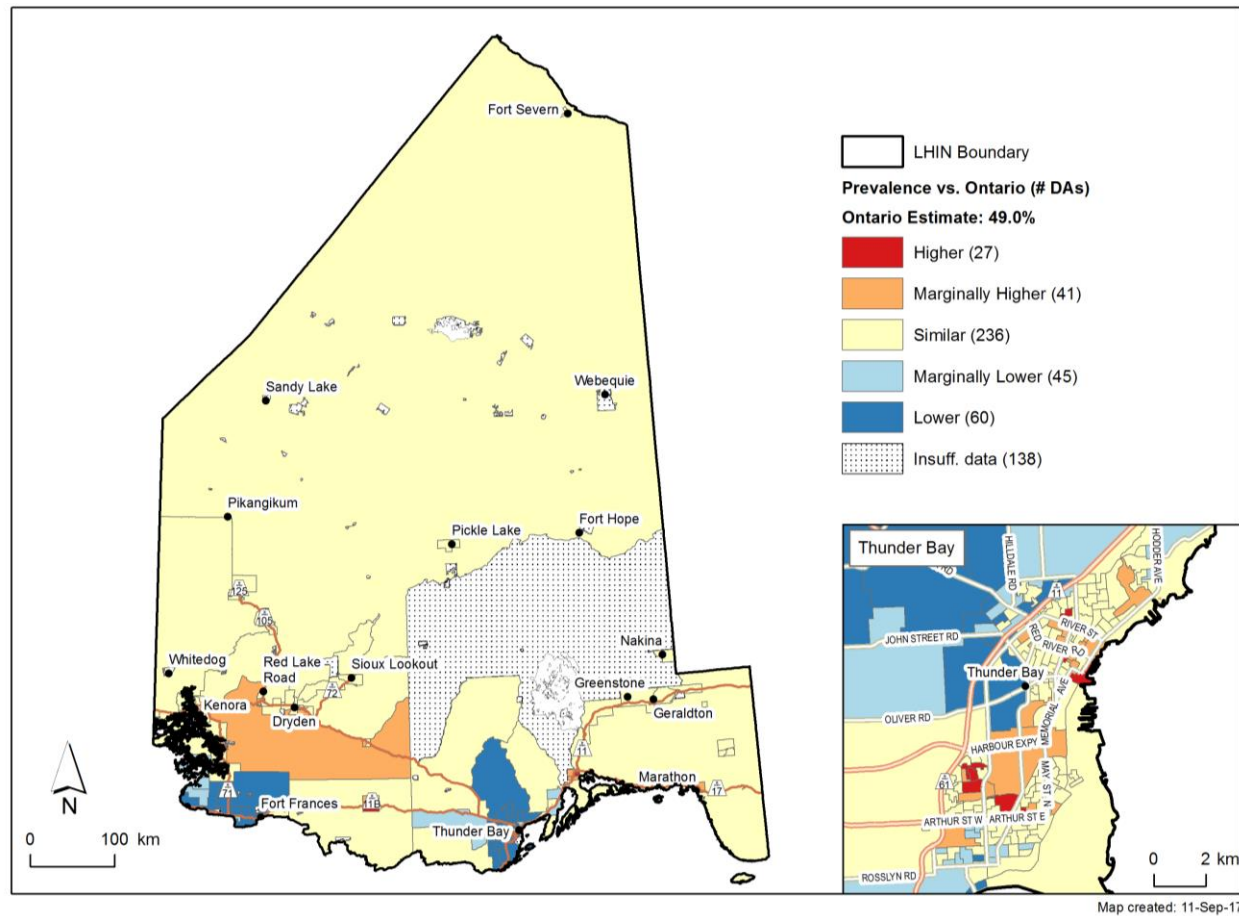 Fort Severn
Sandy Lake
Webequie
Pikangikum
Pickle Lake
Fort Hope
125
105
Nakina
Whitedog
Red Lake
Road
Sioux Lookout
72
Greenstone
Kenora
Dryden
Geraldton
11
Marathon
17
71
Fort Frances
11B
Thunder Bay
N
0 100 km
LHIN Boundary
Prevalence vs. Ontario (# DAs)
Ontario Estimate: 49.0%
Higher (27)
Marginally Higher (41)
Similar (236)
Marginally Lower (45)
Lower (60)
Insuff. data (138)
Thunder Bay
HILLDALE RD
HODDER AVE
11
JOHN STREET RD
RIVER ST
RED RIVER RD
Thunder Bay
MEMORIAL AVE
OLIVER RD
HARBOUR EXPY
61
MAY ST N
ARTHUR ST W
ARTHUR ST E
ROSSLYN RD
0 2 km
Map created: 11-Sep-17